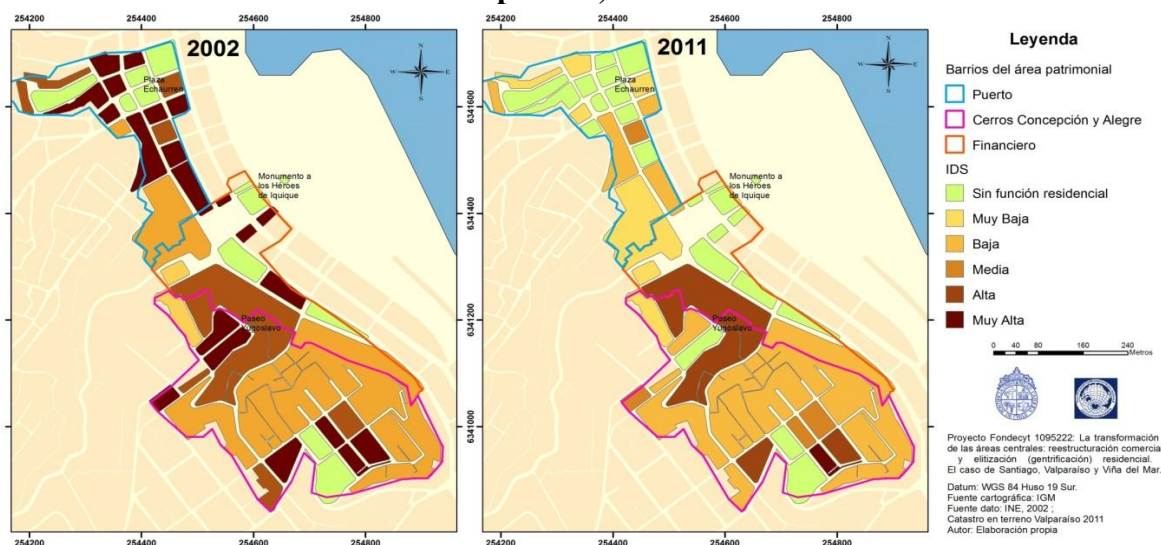 254200 254400 254600 254800
254200 254400 254600 254800
2002
Plaza
Echaurren
Monumento a
los Héroes
de Iquique
Paseo
Yugoslavo
N
W E
S
6341600
6341400
6341200
6341000
254200 254400 254600 254800
2011
Plaza
Echaurren
Monumento a
los Héroes
de Iquique
Paseo
Yugoslavo
N
W E
S
254200 254400 254600 254800
Leyenda
Barrios del área patrimonial
Puerto
Cerros Concepción y Alegre
Financiero
IDS
Sin función residencial
Muy Baja
Baja
Media
Alta
Muy Alta
0 40 80 160 240
Metros
Proyecto Fondecyt 1095222: La transformación
de las áreas centrales: reestructuración comercial
y elitización (gentrificación) residencial.
El caso de Santiago, Valparaíso y Viña del Mar.
Datum: WGS 84 Huso 19 Sur.
Fuente cartográfica: IGM
Fuente dato: INE, 2002 ;
Catastro en terreno Valparaíso 2011
Autor: Elaboración propia